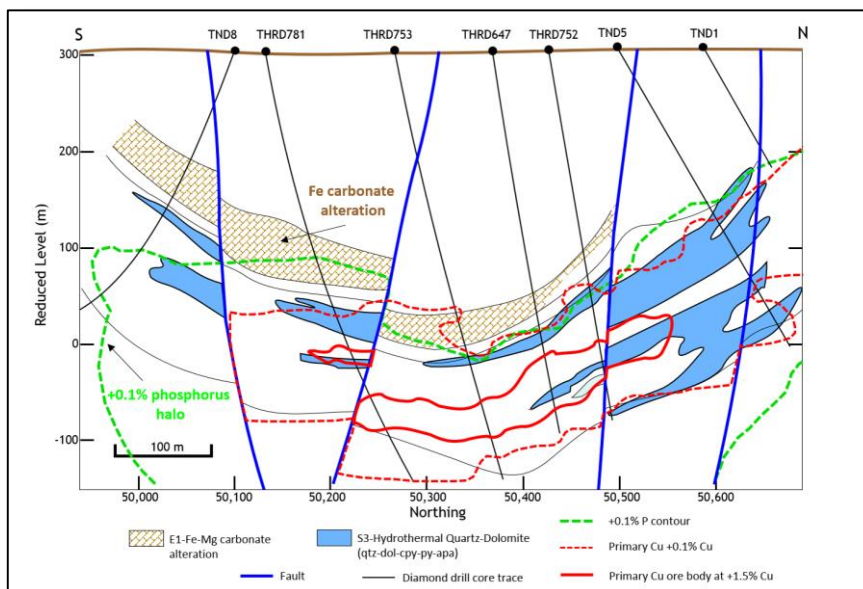 S
TND8
THRD781
THRD753
THRD647
THRD752
TND5
TND1
N
300
200
100
0
-100
Reduced Level (m)
Fe carbonate
alteration
+0.1% phosphorus
halo
100 m
50,000
50,100
50,200
50,300
50,400
50,500
50,600
Northing
E1-Fe-Mg carbonate
alteration
S3-Hydrothermal Quartz-Dolomite
(qtz-dol-cpy-py-apa)
+0.1% P contour
Primary Cu +0.1% Cu
Fault
Diamond drill core trace
Primary Cu ore body at +1.5% Cu